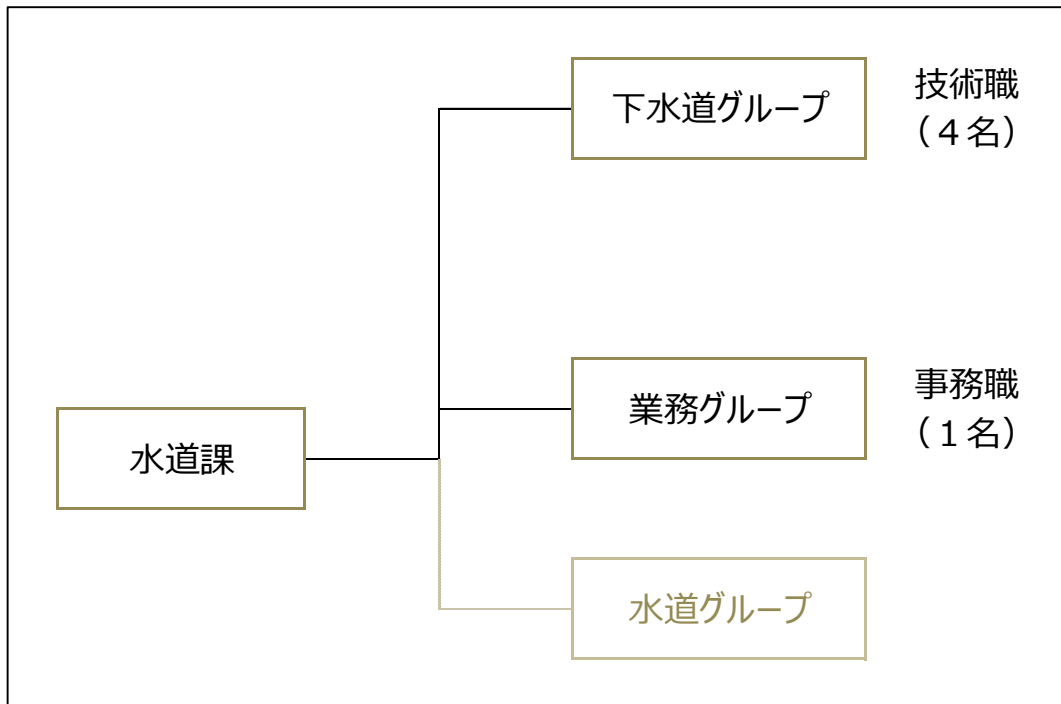 下水道グループ
技術職
（４名）
業務グループ
事務職
（１名）
水道課
水道グループ